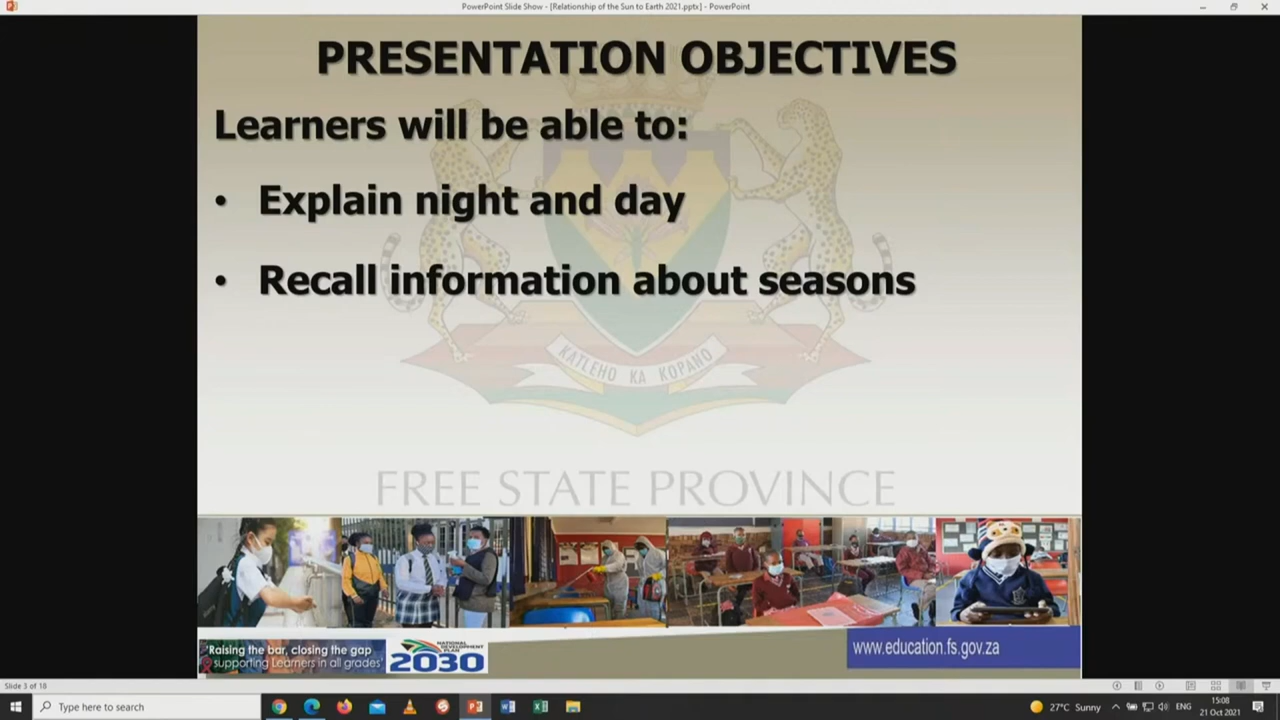 PowerPoint Slide Show - [Relationship of the Sun to Earth 2021.pptx] - PowerPoint
PRESENTATION OBJECTIVES
Learners will be able to:
• Explain night and day
• Recall information about seasons
KATLEHO KA KOPANO
FREE STATE PROVINCE
'Raising the bar, closing the gap
supporting Learners in all grades'
NATIONAL
DEVELOPMENT
PLAN
2030
www.education.fs.gov.za
Slide 3 of 18
Type here to search
27°C Sunny
ENG
15:08
21 Oct 2021